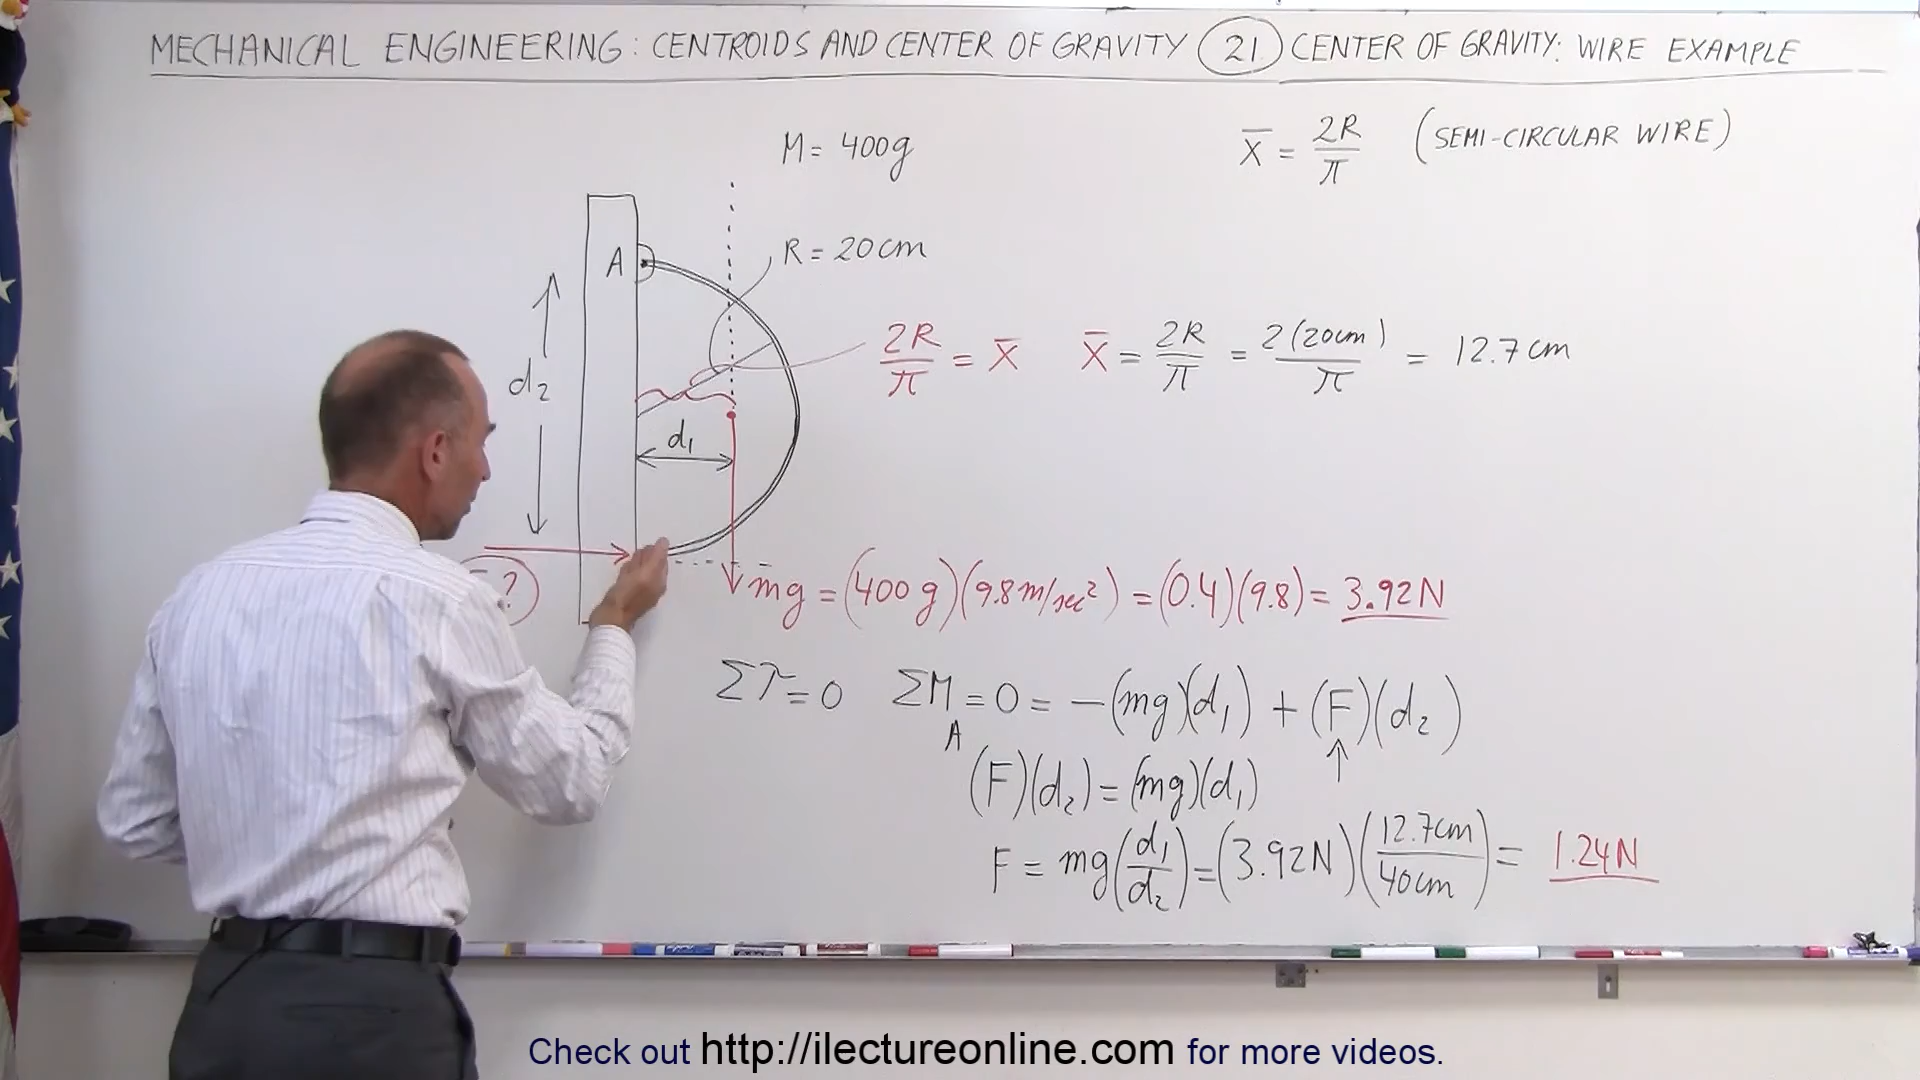 MECHANICAL ENGINEERING: CENTROIDS AND CENTER OF GRAVITY (21.) CENTER OF GRAVITY: WIRE EXAMPLE
M = 400g
X̄ = 2R/π (SEMI-CIRCULAR WIRE)
A
R = 20cm
d₂
2R/π = X̄
X̄ = 2R/π = 2(20cm)/π = 12.7cm
d₁
?
mg = (400g)(9.8m/sec²) = (0.4)(9.8) = 3.92N
Στ = 0 ΣM_A = 0 = -(mg)(d₁) + (F)(d₂)
↑
(F)(d₂) = (mg)(d₁)
F = mg(d₁/d₂) = (3.92N)(12.7cm/40cm) = 1.24N
Check out http://ilectureonline.com for more videos.